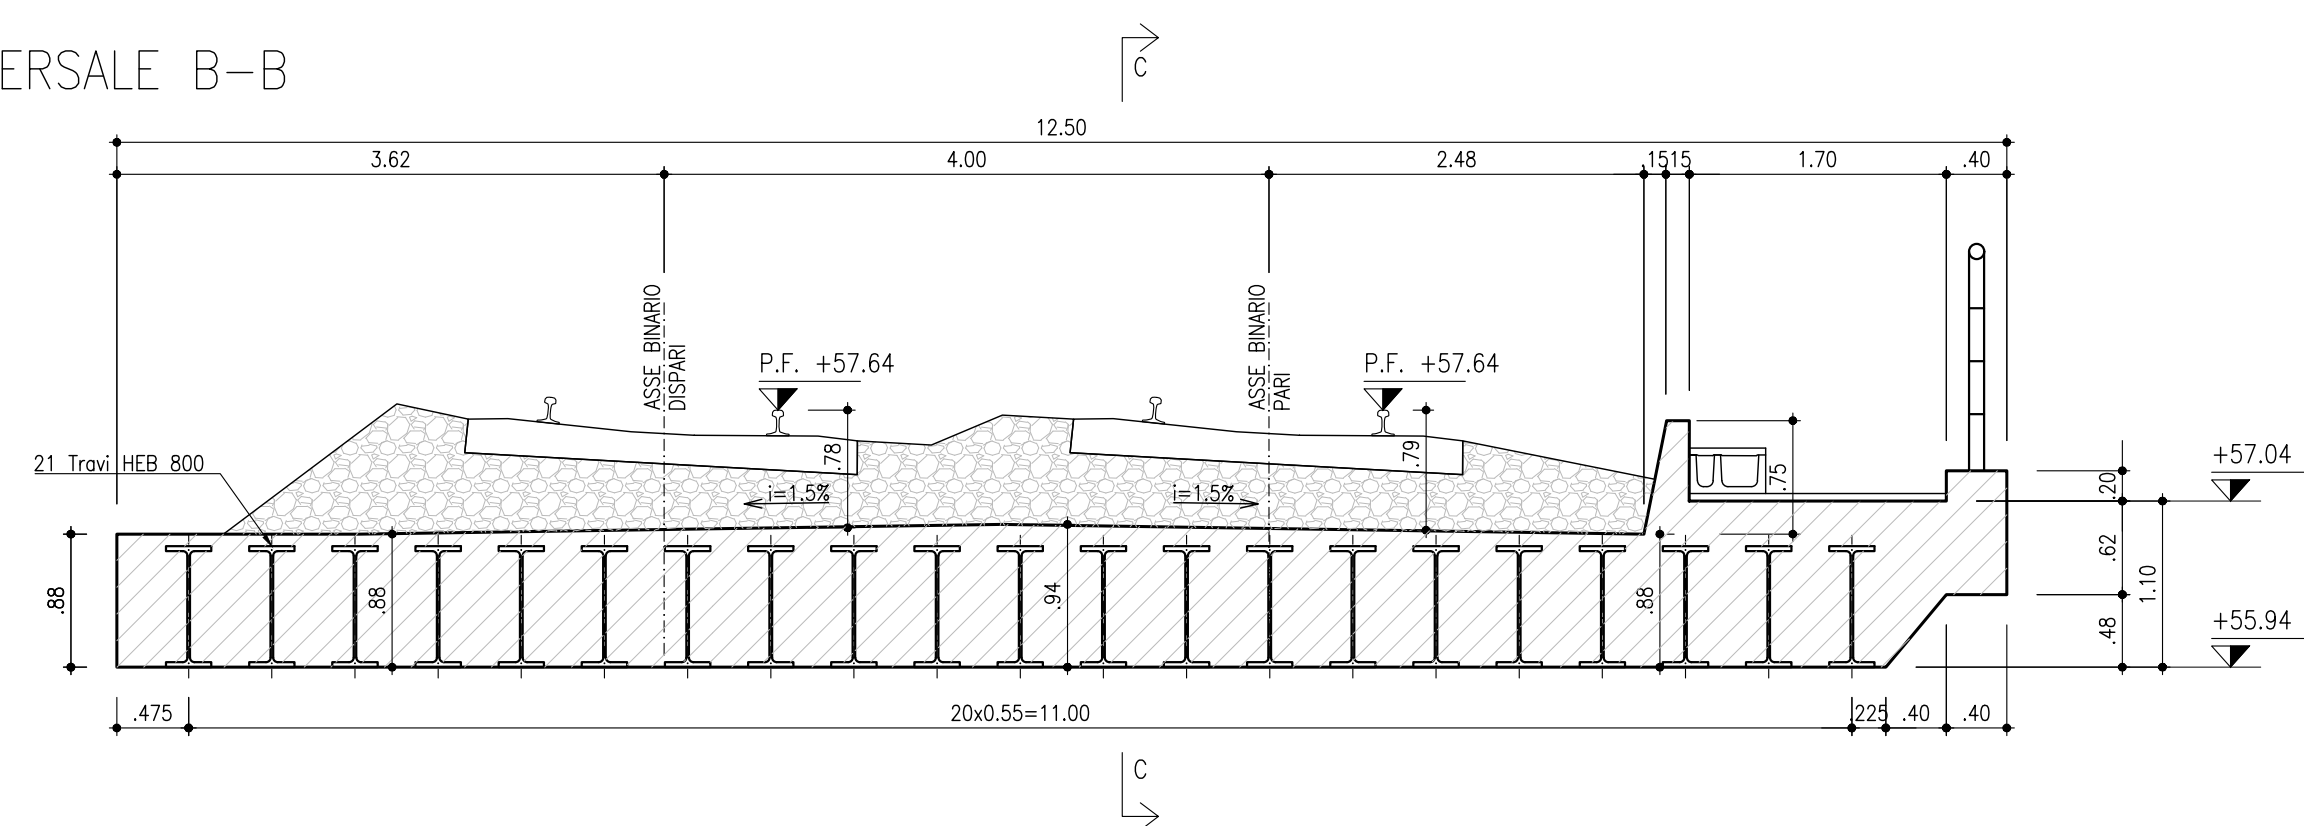 ERSALE B-B
C
12.50
3.62 4.00 2.48 .15 15 1.70 .40
ASSE BINARIO
DISPARI
ASSE BINARIO
PARI
P.F. +57.64
P.F. +57.64
21 Travi HEB 800
.78
.79
.75
i=1.5%
i=1.5%
+57.04
.20
.62
1.10
.48
+55.94
.88
.88
.94
.88
.475 20x0.55=11.00 .225 .40 .40
C